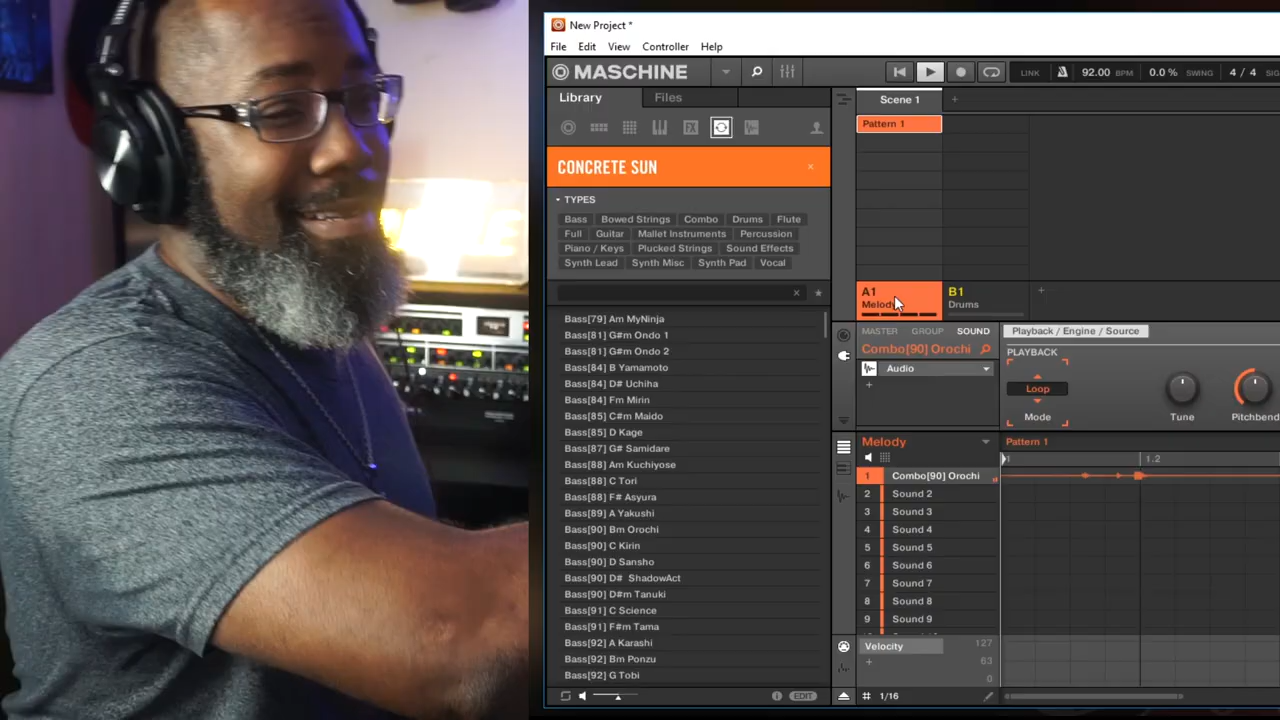 New Project *
File Edit View Controller Help
MASCHINE
LINK 92.00 BPM 0.0% SWING 4 / 4
Library Files
Scene 1 +
Pattern 1
CONCRETE SUN ×
TYPES
Bass Bowed Strings Combo Drums Flute
Full Guitar Mallet Instruments Percussion
Piano / Keys Plucked Strings Sound Effects
Synth Lead Synth Misc Synth Pad Vocal
Bass[79] Am MyNinja
Bass[81] G#m Ondo 1
Bass[81] G#m Ondo 2
Bass[84] B Yamamoto
Bass[84] D# Uchiha
Bass[84] Fm Mirin
Bass[85] C#m Maido
Bass[85] D Kage
Bass[87] G# Samidare
Bass[88] Am Kuchiyose
Bass[88] C Tori
Bass[88] F# Asyura
Bass[89] A Yakushi
Bass[90] Bm Orochi
Bass[90] C Kirin
Bass[90] D Sansho
Bass[90] D# ShadowAct
Bass[90] D#m Tanuki
Bass[91] C Science
Bass[91] F#m Tama
Bass[92] A Karashi
Bass[92] Bm Ponzu
Bass[92] G Tobi
EDIT
A1
Melody
B1
Drums
+
MASTER GROUP SOUND
Combo[90] Orochi
Audio
+
Playback / Engine / Source
PLAYBACK
Loop
Mode Tune Pitchbend
Melody
Pattern 1
1 1.2
1 Combo[90] Orochi
2 Sound 2
3 Sound 3
4 Sound 4
5 Sound 5
6 Sound 6
7 Sound 7
8 Sound 8
9 Sound 9
Velocity 127
+ 63
0
1/16